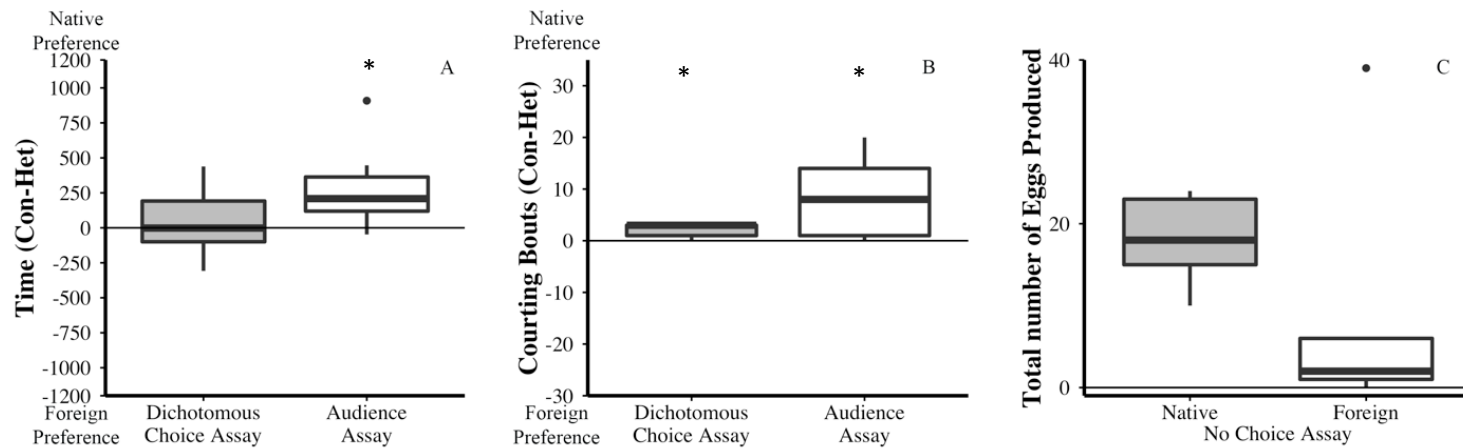 Native
Preference
1200
1200
1000
750
500
250
0
-250
-500
-750
-1000
-1200
Time (Con-Het)
*
A
Foreign
Preference
Dichotomous
Choice Assay
Audience
Assay
Native
Preference
30
20
10
0
-10
-20
-30
Courting Bouts (Con-Het)
*
*
B
Foreign
Preference
Dichotomous
Choice Assay
Audience
Assay
40
20
0
Total number of Eggs Produced
C
Native
Foreign
No Choice Assay